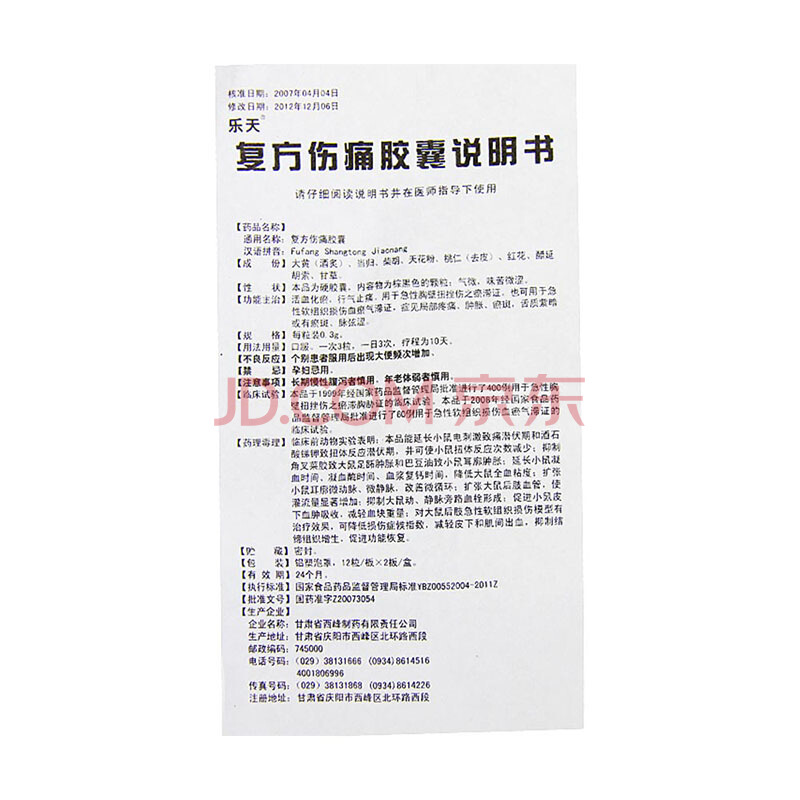 核准日期：2007年04月04日
修改日期：2012年12月06日
乐天®
复方伤痛胶囊说明书
请仔细阅读说明书并在医师指导下使用
【药品名称】
通用名称：复方伤痛胶囊
汉语拼音：Fufang Shangtong Jiaonang
【成 份】大黄（酒炙）、当归、柴胡、天花粉、桃仁（去皮）、红花、醋延
胡索、甘草。
【性 状】本品为硬胶囊，内容物为棕黑色的颗粒；气微，味苦微涩。
【功能主治】活血化瘀，行气止痛。用于急性胸壁扭挫伤之瘀滞证，也可用于急
性软组织损伤血瘀气滞证，症见局部疼痛、肿胀、瘀斑，舌质紫暗
或有瘀斑，脉弦涩。
【规 格】每粒装0.3g。
【用法用量】口服。一次3粒，一日3次，疗程为10天。
【不良反应】个别患者服用后出现大便频次增加。
【禁 忌】孕妇忌用。
【注意事项】长期慢性腹泻者慎用，年老体弱者慎用。
【临床试验】本品于1999年经国家药品监督管理局批准进行了400例用于急性胸
壁扭挫伤之瘀滞胸胁证的临床试验。本品于2008年经国家食品药
品监督管理局批准进行了60例用于急性软组织损伤血瘀气滞证的
临床试验。
JD.COM 京东
【药理毒理】临床前动物实验表明：本品能延长小鼠电刺激致痛潜伏期和酒石
酸锑钾致扭体反应潜伏期，并可使小鼠扭体反应次数减少；抑制
角叉菜胶致大鼠足跖肿胀和巴豆油致小鼠耳廓肿胀；延长小鼠凝
血时间、凝血酶时间、血浆复钙时间，降低大鼠全血粘度；扩张
小鼠耳廓微动脉、微静脉，改善微循环；扩张大鼠后肢血管，使
灌流量显著增加；抑制大鼠动、静脉旁路血栓形成；促进小鼠皮
下血肿吸收，减轻血块重量；对大鼠后肢急性软组织损伤模型有
治疗效果，可降低损伤症候指数，减轻皮下和肌间出血，抑制结
缔组织增生，促进功能恢复。
【贮 藏】密封。
【包 装】铝塑泡罩，12粒/板×2板/盒。
【有 效 期】24个月。
【执行标准】国家食品药品监督管理局标准YBZ00552004-2011Z
【批准文号】国药准字Z20073054
【生产企业】
企业名称：甘肃省西峰制药有限责任公司
生产地址：甘肃省庆阳市西峰区北环路西段
邮政编码：745000
电话号码：（029）38131666 (0934)8614516
4001806996
传真号码：（029）38131868 (0934)8614226
注册地址：甘肃省庆阳市西峰区北环路西段